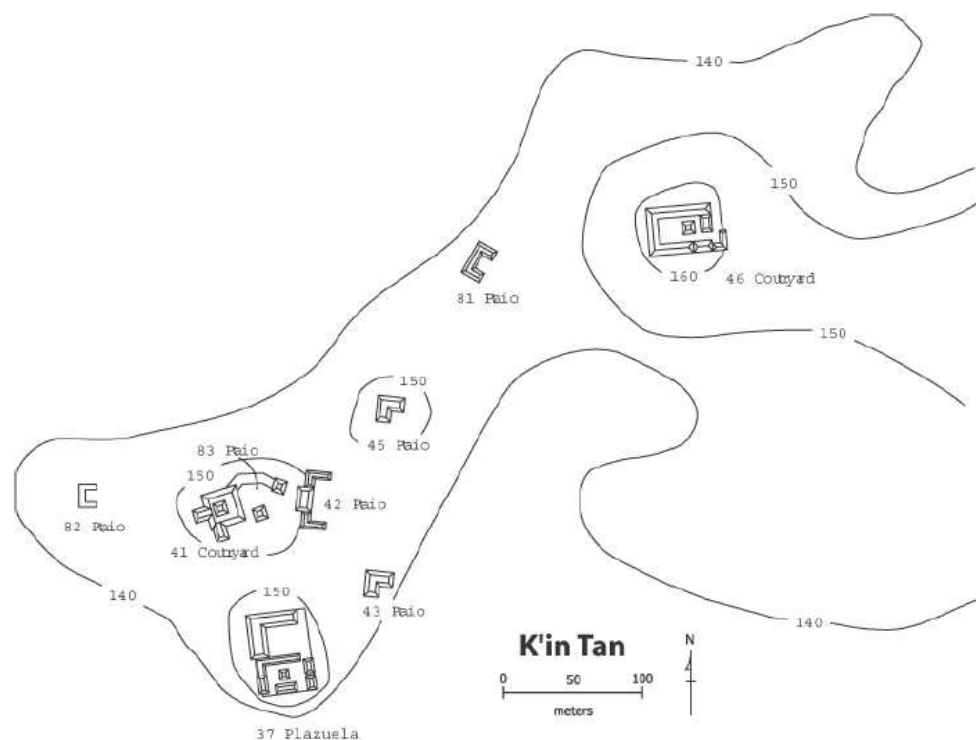 140
150
160
46 Courtyard
81 Patio
150
150
45 Patio
83 Patio
150
42 Patio
82 Patio
41 Courtyard
140
150
43 Patio
140
K'in Tan
N
0 50 100
meters
37 Plazuela